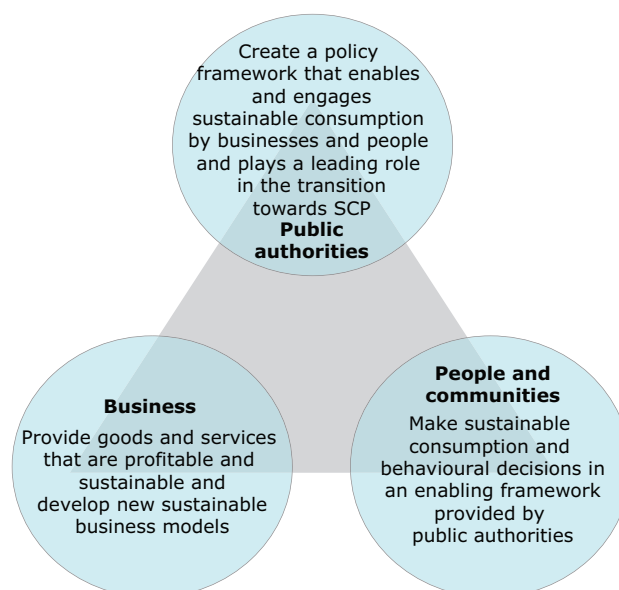 Create a policy
framework that enables
and engages
sustainable consumption
by businesses and people
and plays a leading role
in the transition
towards SCP
Public
authorities
Business
Provide goods and services
that are profitable and
sustainable and
develop new sustainable
business models
People and
communities
Make sustainable
consumption and
behavioural decisions in
an enabling framework
provided by
public authorities